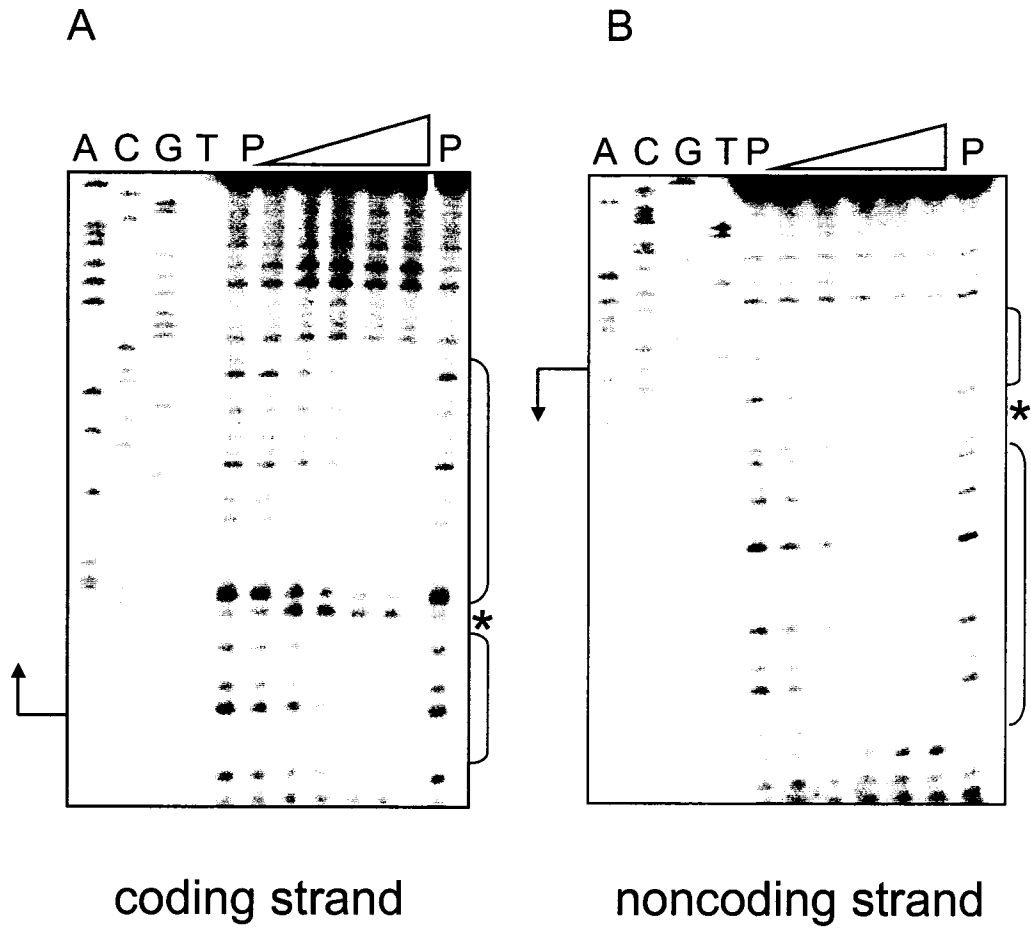 A
B
A C G T P P
A C G T P P
*
*
coding strand
noncoding strand